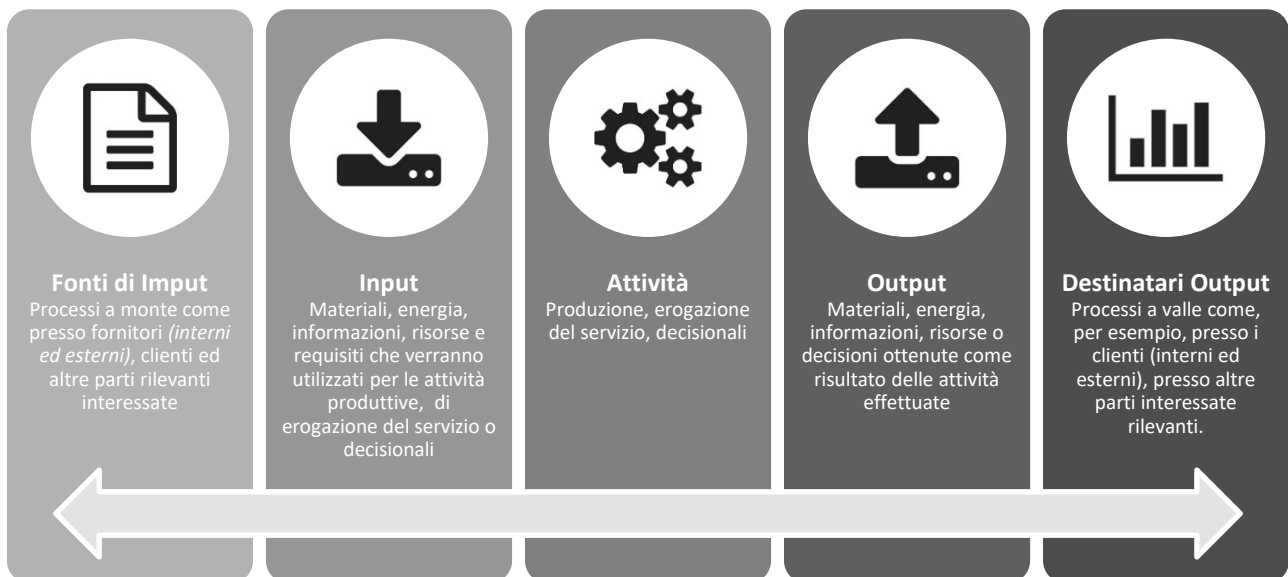 Fonti di Imput
Processi a monte come
presso fornitori (interni
ed esterni), clienti ed
altre parti rilevanti
interessate
Input
Materiali, energia,
informazioni, risorse e
requisiti che verranno
utilizzati per le attività
produttive, di
erogazione del servizio o
decisionali
Attività
Produzione, erogazione
del servizio, decisionali
Output
Materiali, energia,
informazioni, risorse o
decisioni ottenute come
risultato delle attività
effettuate
Destinatari Output
Processi a valle come,
per esempio, presso i
clienti (interni ed
esterni), presso altre
parti interessate
rilevanti.